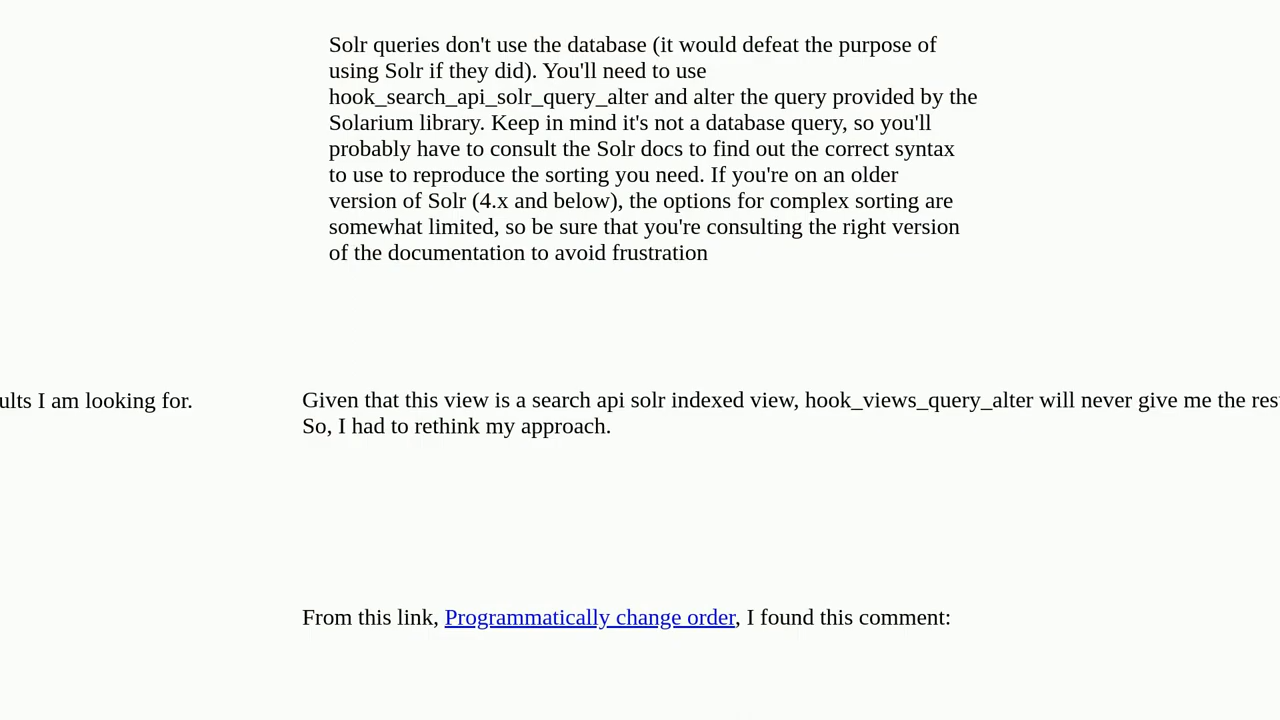 Solr queries don't use the database (it would defeat the purpose of
using Solr if they did). You'll need to use
hook_search_api_solr_query_alter and alter the query provided by the
Solarium library. Keep in mind it's not a database query, so you'll
probably have to consult the Solr docs to find out the correct syntax
to use to reproduce the sorting you need. If you're on an older
version of Solr (4.x and below), the options for complex sorting are
somewhat limited, so be sure that you're consulting the right version
of the documentation to avoid frustration
ults I am looking for.
Given that this view is a search api solr indexed view, hook_views_query_alter will never give me the res
So, I had to rethink my approach.
From this link, Programmatically change order, I found this comment: